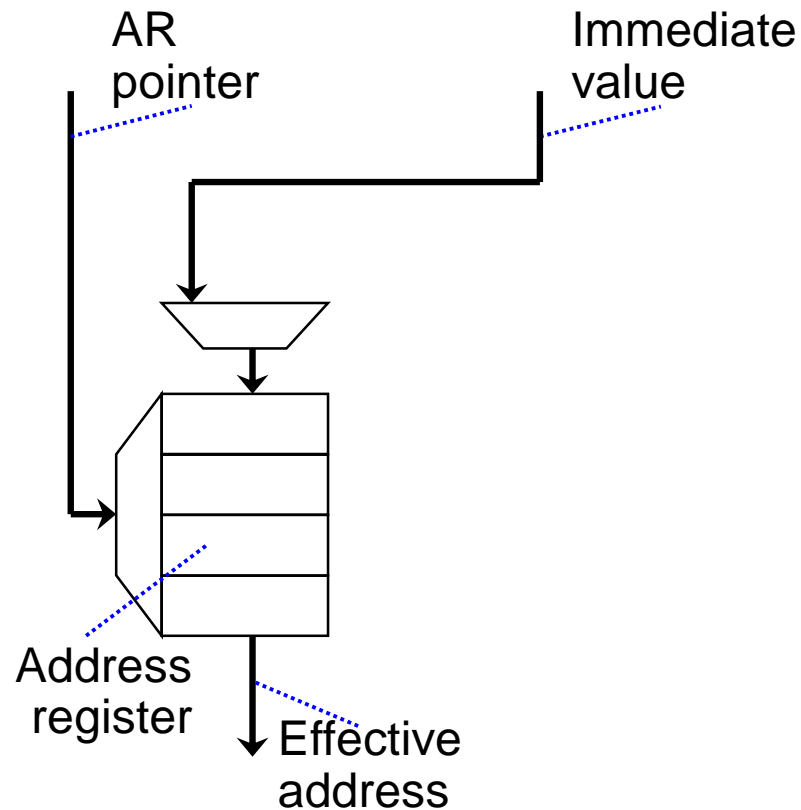 AR
pointer
Immediate
value
Address
register
Effective
address